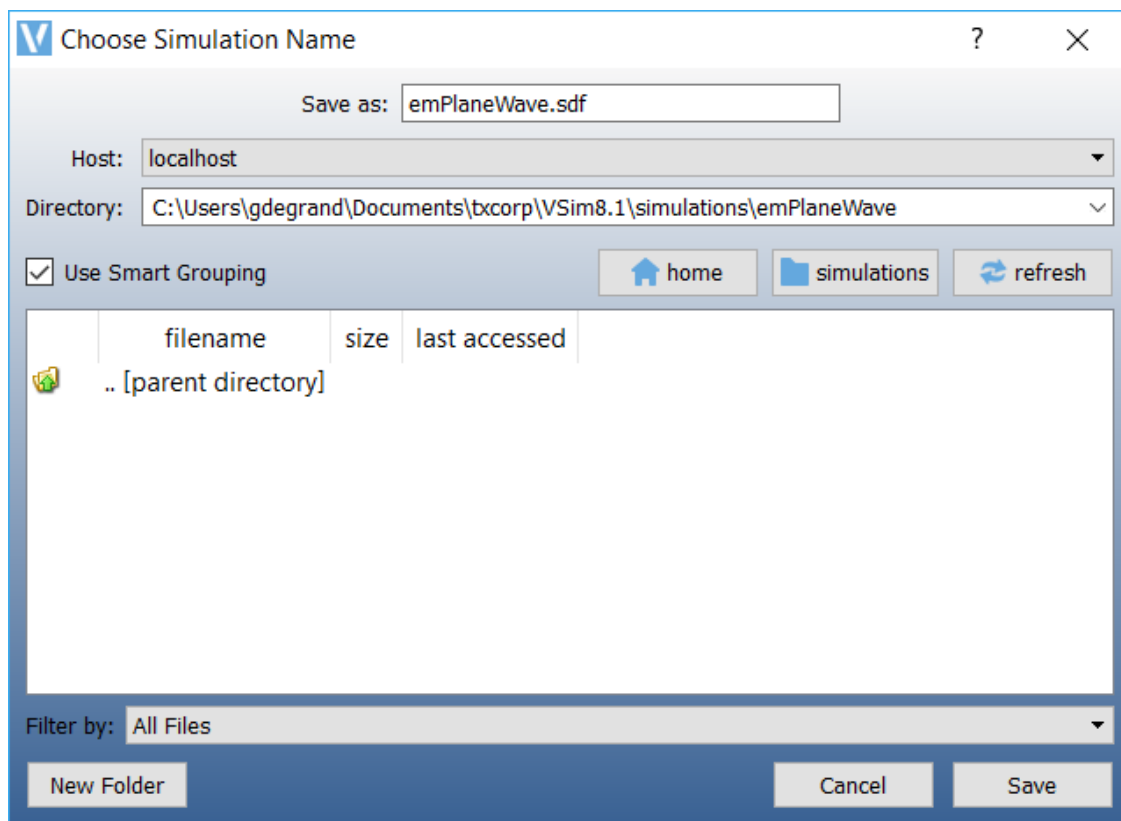 Choose Simulation Name ?
Save as: emPlaneWave.sdf
Host: localhost
Directory: C:\Users\gdegrand\Documents\txcorp\VSim8.1\simulations\emPlaneWave
Use Smart Grouping home simulations refresh
filename size last accessed
.. [parent directory]
Filter by: All Files
New Folder Cancel Save